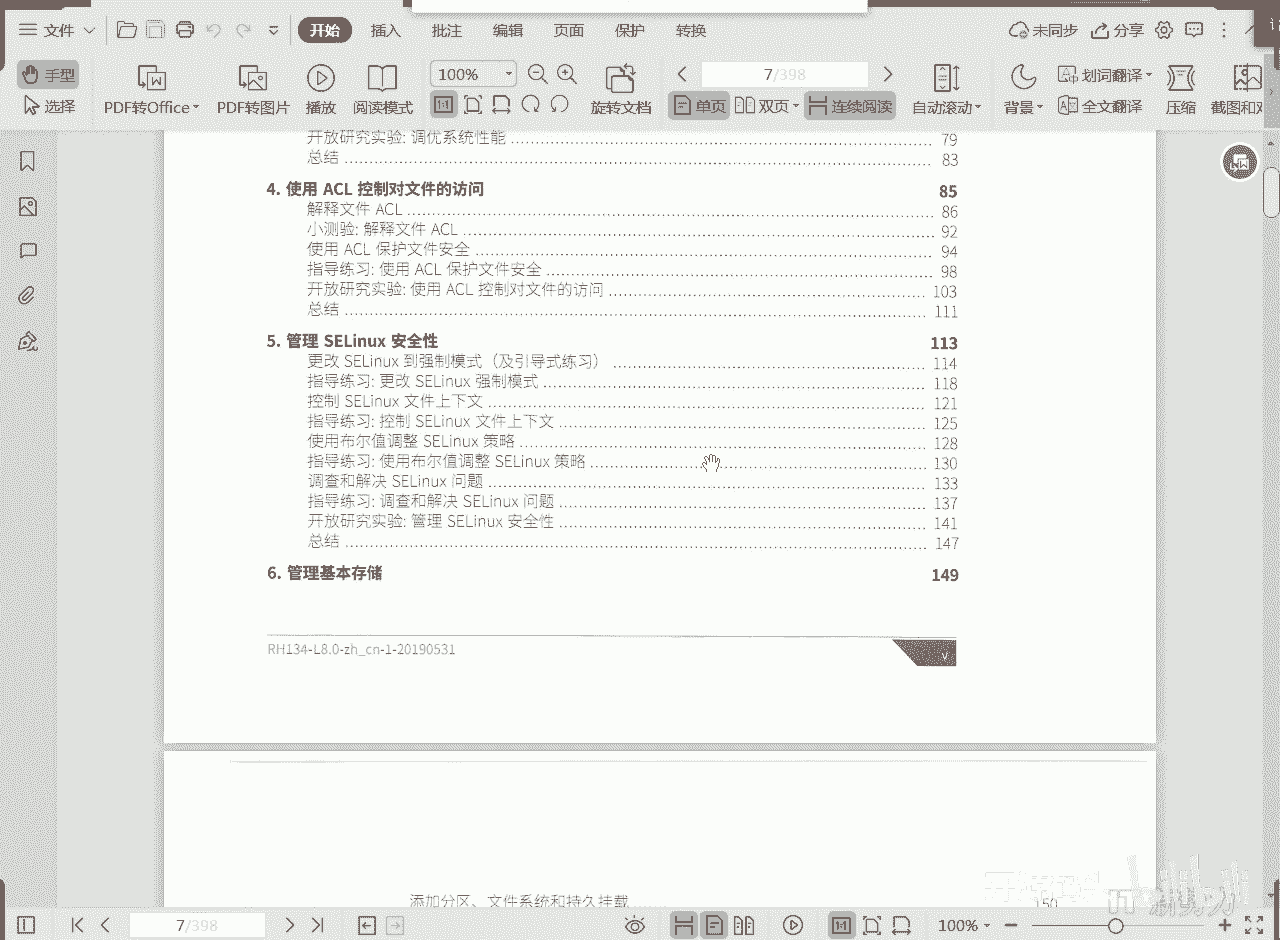 文件
开始 插入 批注 编辑 页面 保护 转换
未同步 分享
手型
选择
PDF转Office
PDF转图片
播放
阅读模式
100%
1:1
旋转文档
7/398
单页 双页 连续阅读
自动滚动
背景
划词翻译
全文翻译
压缩
截图和对
开放研究实验: 调优系统性能 79
总结 83
4. 使用 ACL 控制对文件的访问 85
解释文件 ACL 86
小测验: 解释文件 ACL 92
使用 ACL 保护文件安全 94
指导练习: 使用 ACL 保护文件安全 98
开放研究实验: 使用 ACL 控制对文件的访问 103
总结 111
5. 管理 SELinux 安全性 113
更改 SELinux 到强制模式（及引导式练习） 114
指导练习: 更改 SELinux 强制模式 118
控制 SELinux 文件上下文 121
指导练习: 控制 SELinux 文件上下文 125
使用布尔值调整 SELinux 策略 128
指导练习: 使用布尔值调整 SELinux 策略 130
调查和解决 SELinux 问题 133
指导练习: 调查和解决 SELinux 问题 137
开放研究实验: 管理 SELinux 安全性 141
总结 147
6. 管理基本存储 149
RH134-L8.0-zh_cn-1-20190531 v
添加分区、文件系统和持久挂载 150
7/398
1:1
100%